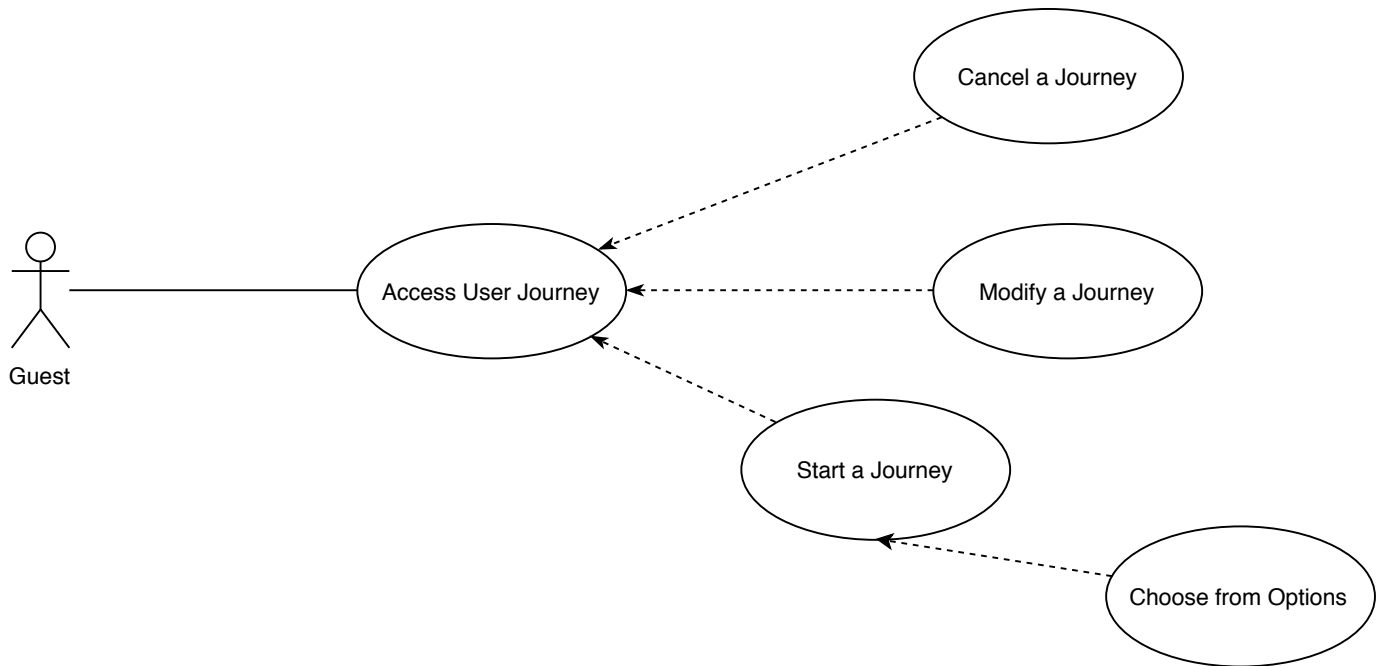 Cancel a Journey
Access User Journey
Modify a Journey
Guest
Start a Journey
Choose from Options